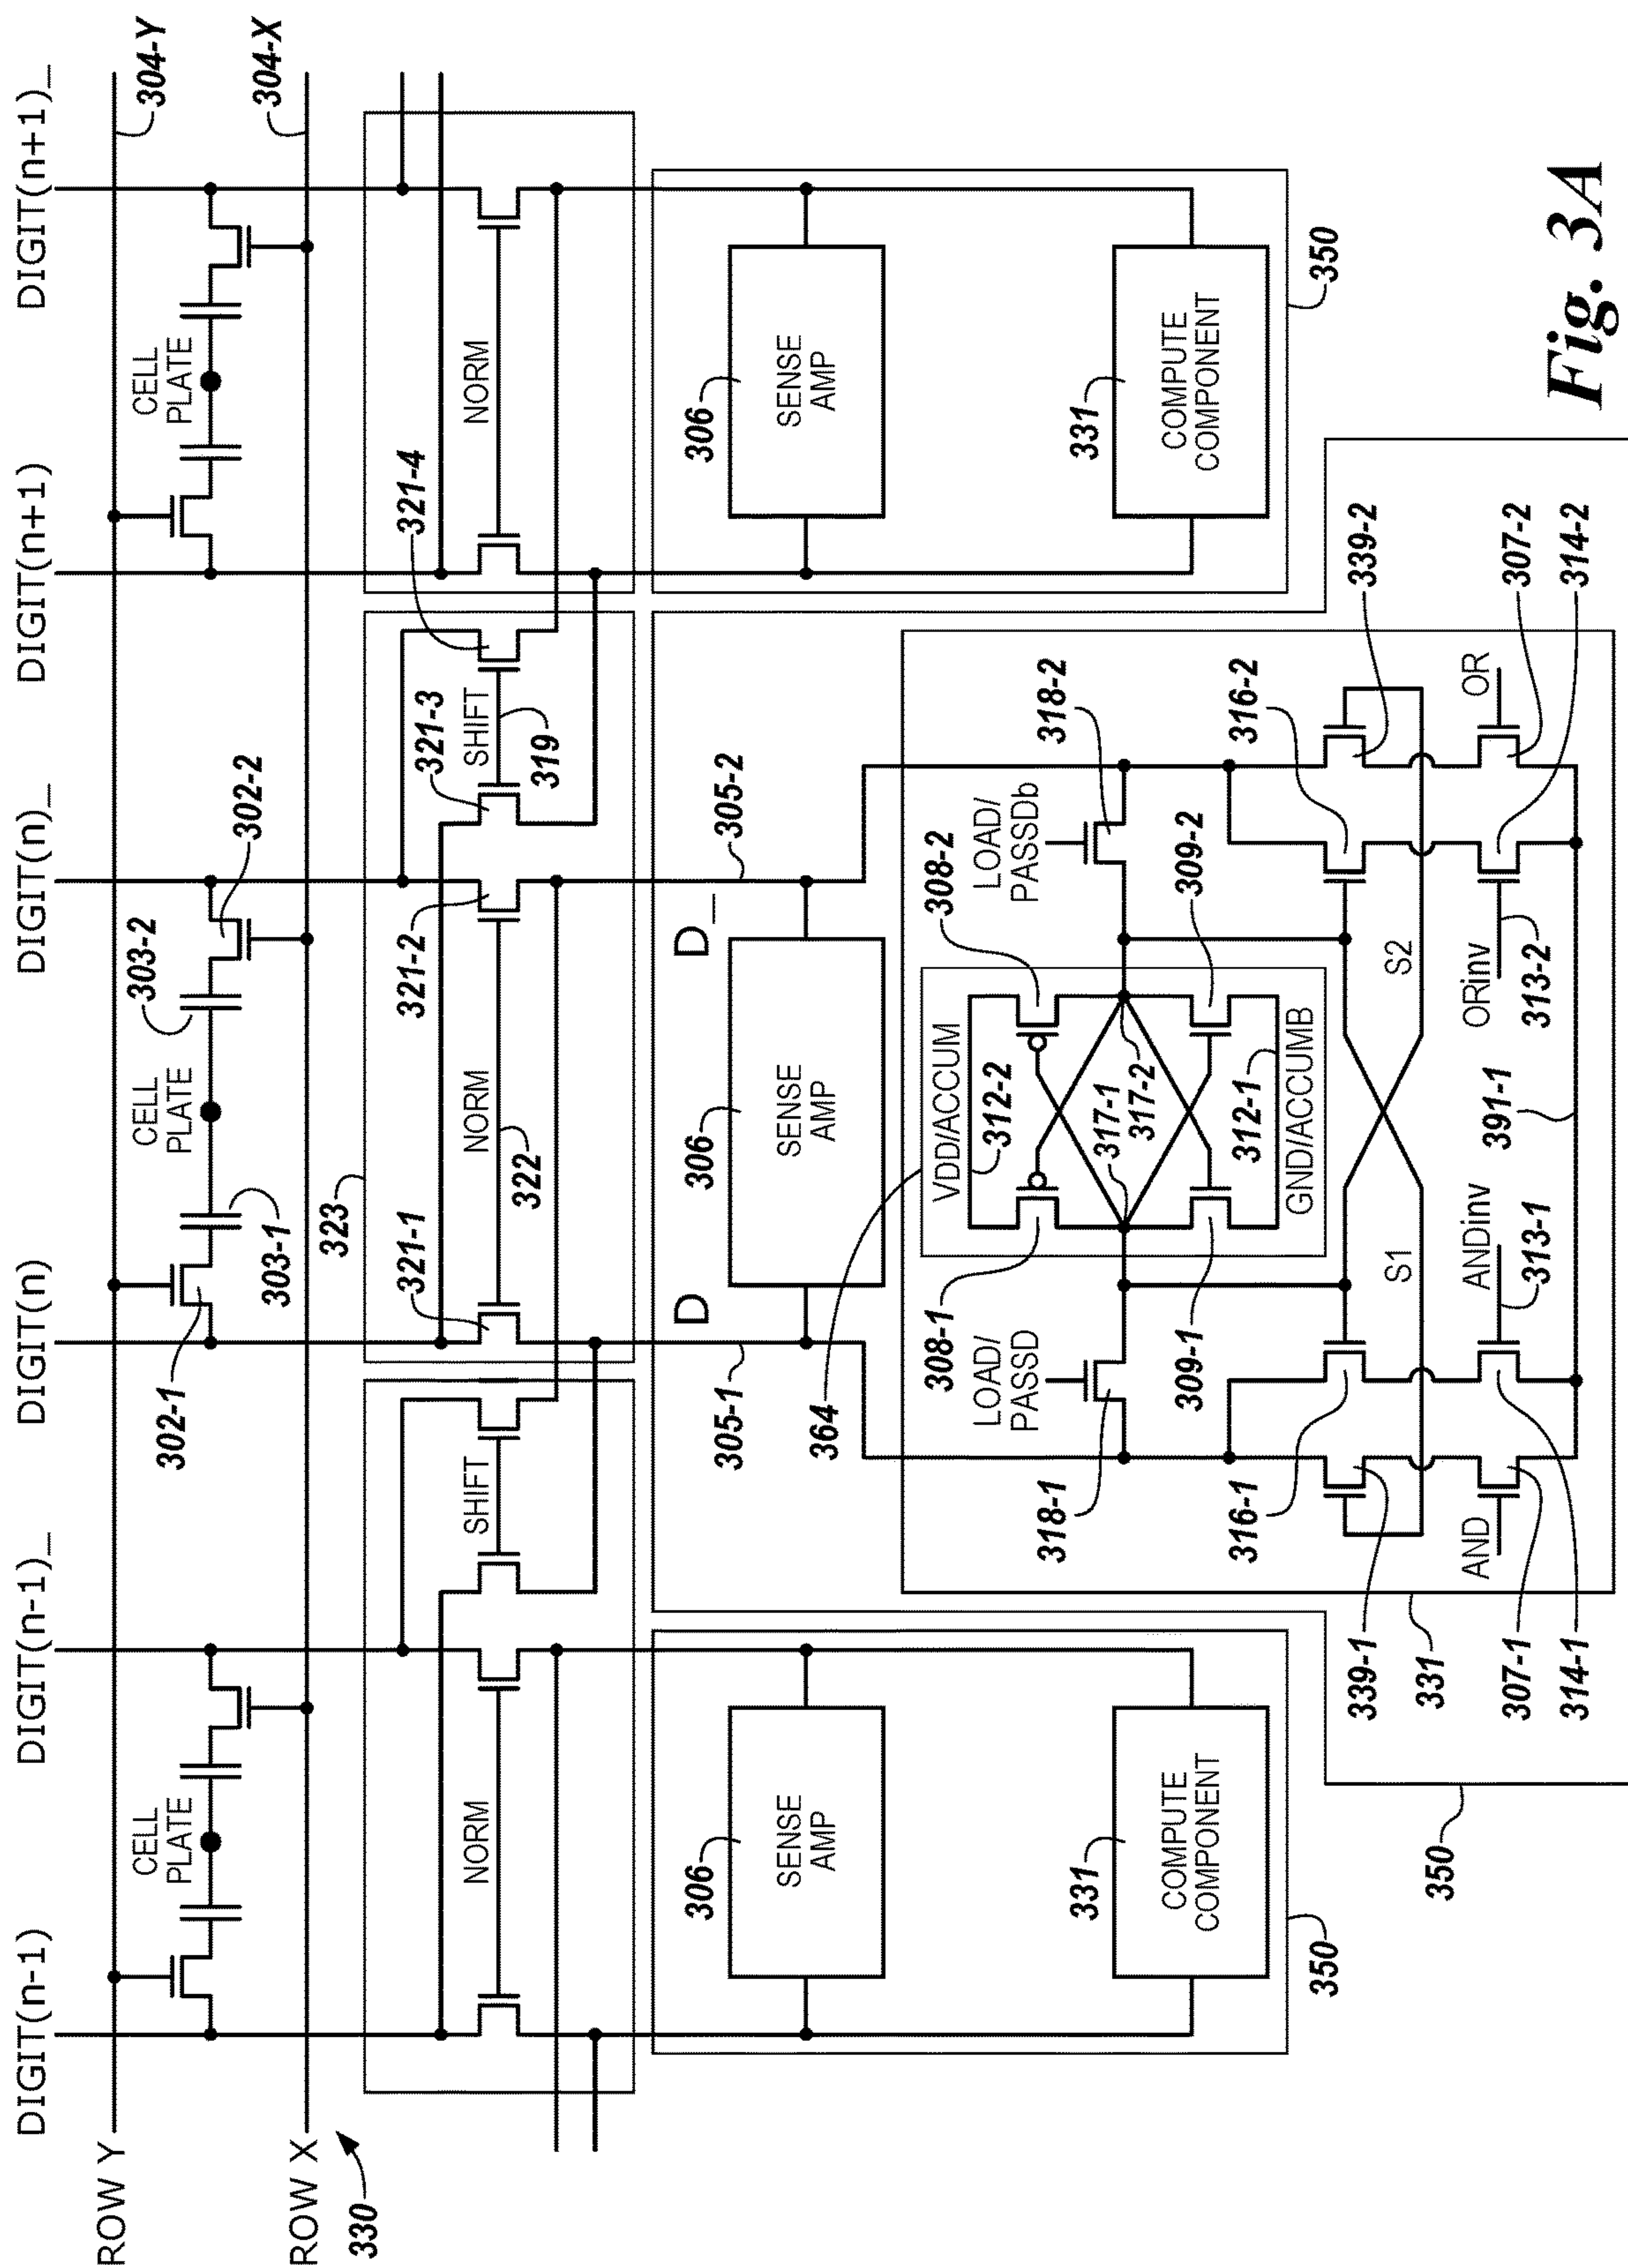 DIGIT(n-1)
DIGIT(n-1)_
DIGIT(n)
DIGIT(n)_
DIGIT(n+1)
DIGIT(n+1)_
ROW Y
304-Y
CELL
PLATE
302-1
303-1
CELL
PLATE
303-2
302-2
CELL
PLATE
ROW X
304-X
330
323
NORM
SHIFT
321-1
NORM
322
321-2
321-3
SHIFT
319
321-4
NORM
305-1
D
D_
305-2
306
SENSE
AMP
306
SENSE
AMP
306
SENSE
AMP
331
COMPUTE
COMPONENT
350
364
VDD/ACCUM
312-2
308-1
308-2
LOAD/
PASSD
LOAD/
PASSDb
318-1
318-2
317-1
317-2
309-1
309-2
312-1
GND/ACCUMB
331
COMPUTE
COMPONENT
350
316-1
316-2
339-1
S1
S2
339-2
331
AND
ANDinv
ORinv
OR
307-1
313-1
313-2
307-2
314-1
391-1
314-2
350
Fig. 3A